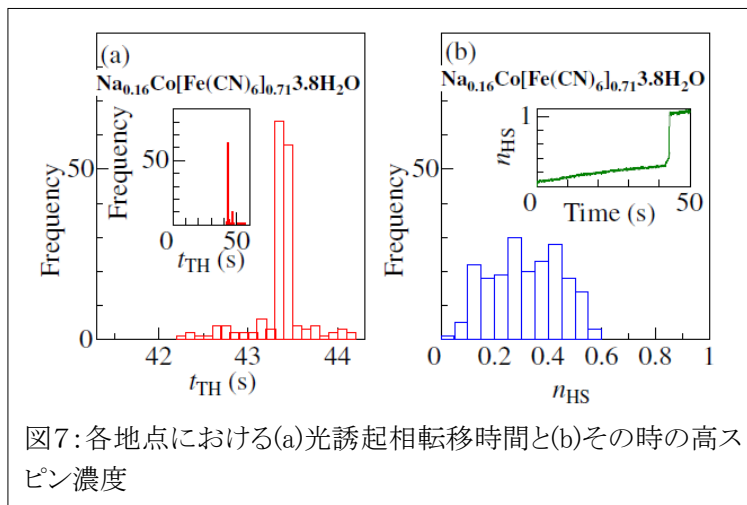 (a)
Na0.16Co[Fe(CN)6]0.713.8H2O
Frequency
50
0
42
43
44
tTH (s)
Frequency
50
0
50
tTH (s)
(b)
Na0.16Co[Fe(CN)6]0.713.8H2O
Frequency
50
0
0.2
0.4
0.6
0.8
1
nHS
nHS
1
0
50
Time (s)
図7:各地点における(a)光誘起相転移時間と(b)その時の高ス
ピン濃度